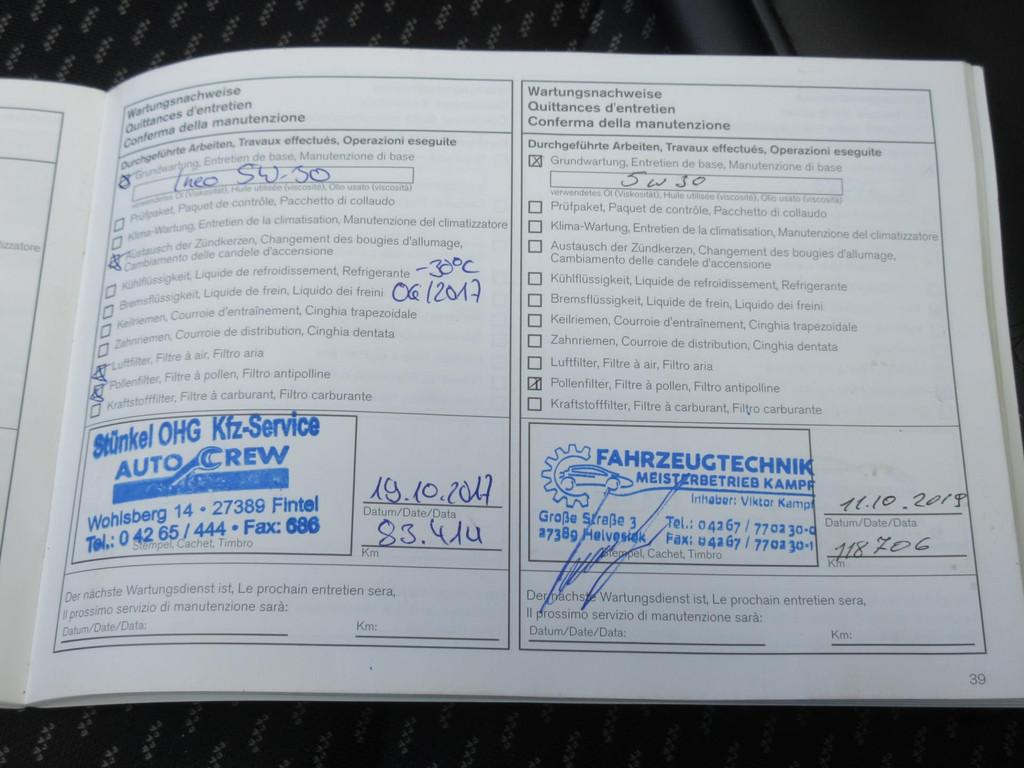 izzatore
Wartungsnachweise
Quittances d'entretien
Conferma della manutenzione
Durchgeführte Arbeiten, Travaux effectués, Operazioni eseguite
Grundwartung, Entretien de base, Manutenzione di base
5W-30
verwendetes Öl (Viskosität), Huile utilisée (viscosité), Olio usato (viscosità)
Prüfpaket, Paquet de contrôle, Pacchetto di collaudo
Klima-Wartung, Entretien de la climatisation, Manutenzione del climatizzatore
Austausch der Zündkerzen, Changement des bougies d'allumage,
Cambiamento delle candele d'accensione
Kühlflüssigkeit, Liquide de refroidissement, Refrigerante -30°C
Bremsflüssigkeit, Liquide de frein, Liquido dei freini 06/2017
Keilriemen, Courroie d'entraînement, Cinghia trapezoidale
Zahnriemen, Courroie de distribution, Cinghia dentata
Luftfilter, Filtre à air, Filtro aria
Pollenfilter, Filtre à pollen, Filtro antipolline
Kraftstofffilter, Filtre à carburant, Filtro carburante
Stünkel OHG Kfz-Service
AUTO CREW
Wohlsberg 14 • 27389 Fintel
Tel.: 0 42 65 / 444 • Fax: 686
Stempel, Cachet, Timbro
19.10.2017
Datum/Date/Data
83.414
Km
Der nächste Wartungsdienst ist, Le prochain entretien sera,
Il prossimo servizio di manutenzione sarà:
Datum/Date/Data:
Km:
Wartungsnachweise
Quittances d'entretien
Conferma della manutenzione
Durchgeführte Arbeiten, Travaux effectués, Operazioni eseguite
Grundwartung, Entretien de base, Manutenzione di base
5W30
verwendetes Öl (Viskosität), Huile utilisée (viscosité), Olio usato (viscosità)
Prüfpaket, Paquet de contrôle, Pacchetto di collaudo
Klima-Wartung, Entretien de la climatisation, Manutenzione del climatizzatore
Austausch der Zündkerzen, Changement des bougies d'allumage,
Cambiamento delle candele d'accensione
Kühlflüssigkeit, Liquide de refroidissement, Refrigerante
Bremsflüssigkeit, Liquide de frein, Liquido dei freini
Keilriemen, Courroie d'entraînement, Cinghia trapezoidale
Zahnriemen, Courroie de distribution, Cinghia dentata
Luftfilter, Filtre à air, Filtro aria
Pollenfilter, Filtre à pollen, Filtro antipolline
Kraftstofffilter, Filtre à carburant, Filtro carburante
FAHRZEUGTECHNIK
MEISTERBETRIEB KAMPF
Inhaber: Viktor Kampf
Große Straße 3 Tel.: 04267 / 770230-0
27389 Helvesiek Fax: 04267 / 770230-1
Stempel, Cachet, Timbro
11.10.2019
Datum/Date/Data
118706
Km
Der nächste Wartungsdienst ist, Le prochain entretien sera,
Il prossimo servizio di manutenzione sarà:
Datum/Date/Data:
Km:
39